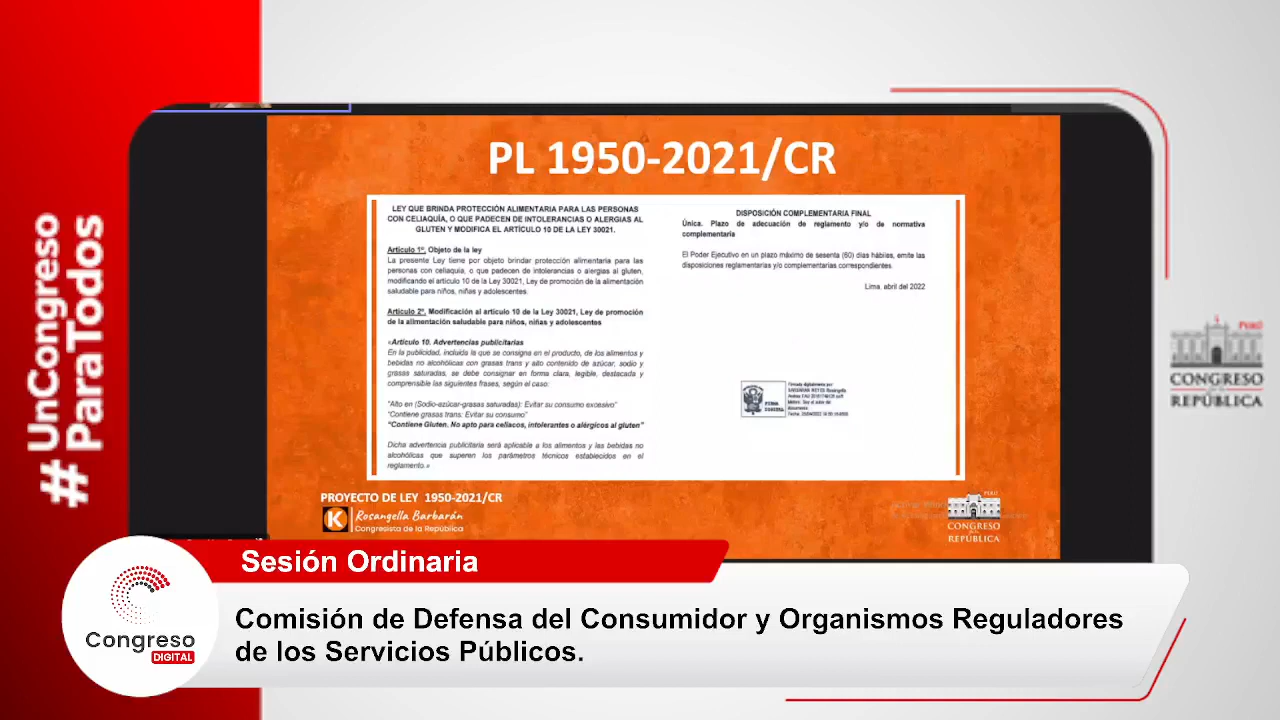 #UnCongreso
ParaTodos
PL 1950-2021/CR
LEY QUE BRINDA PROTECCIÓN ALIMENTARIA PARA LAS PERSONAS
CON CELIAQUÍA, O QUE PADECEN DE INTOLERANCIAS O ALERGIAS AL
GLUTEN Y MODIFICA EL ARTÍCULO 10 DE LA LEY 30021.
Artículo 1º. Objeto de la ley
La presente Ley tiene por objeto brindar protección alimentaria para las
personas con celiaquía, o que padecen de intolerancias o alergias al gluten,
modificando el artículo 10 de la Ley 30021, Ley de promoción de la alimentación
saludable para niños, niñas y adolescentes.
Artículo 2º. Modificación al artículo 10 de la Ley 30021, Ley de promoción
de la alimentación saludable para niños, niñas y adolescentes
«Artículo 10. Advertencias publicitarias
En la publicidad, incluida la que se consigna en el producto, de los alimentos y
bebidas no alcohólicas con grasas trans y alto contenido de azúcar, sodio y
grasas saturadas, se debe consignar en forma clara, legible, destacada y
comprensible las siguientes frases, según el caso:
"Alto en (Sodio-azúcar-grasas saturadas): Evitar su consumo excesivo"
"Contiene grasas trans: Evitar su consumo"
"Contiene Gluten. No apto para celiacos, intolerantes o alérgicos al gluten"
Dicha advertencia publicitaria será aplicable a los alimentos y las bebidas no
alcohólicas que superen los parámetros técnicos establecidos en el
reglamento.»
DISPOSICIÓN COMPLEMENTARIA FINAL
Única. Plazo de adecuación de reglamento y/o de normativa
complementaria
El Poder Ejecutivo en un plazo máximo de sesenta (60) días hábiles, emite las
disposiciones reglamentarias y/o complementarias correspondientes.
Lima, abril del 2022
FIRMA
DIGITAL
Firmado digitalmente por:
PROYECTO DE LEY 1950-2021/CR
K
Rosangella Barbarán
Congresista de la República
PERÚ
CONGRESO
REPÚBLICA
PERÚ
CONGRESO
de la
REPÚBLICA
Congreso
DIGITAL
Sesión Ordinaria
Comisión de Defensa del Consumidor y Organismos Reguladores
de los Servicios Públicos.